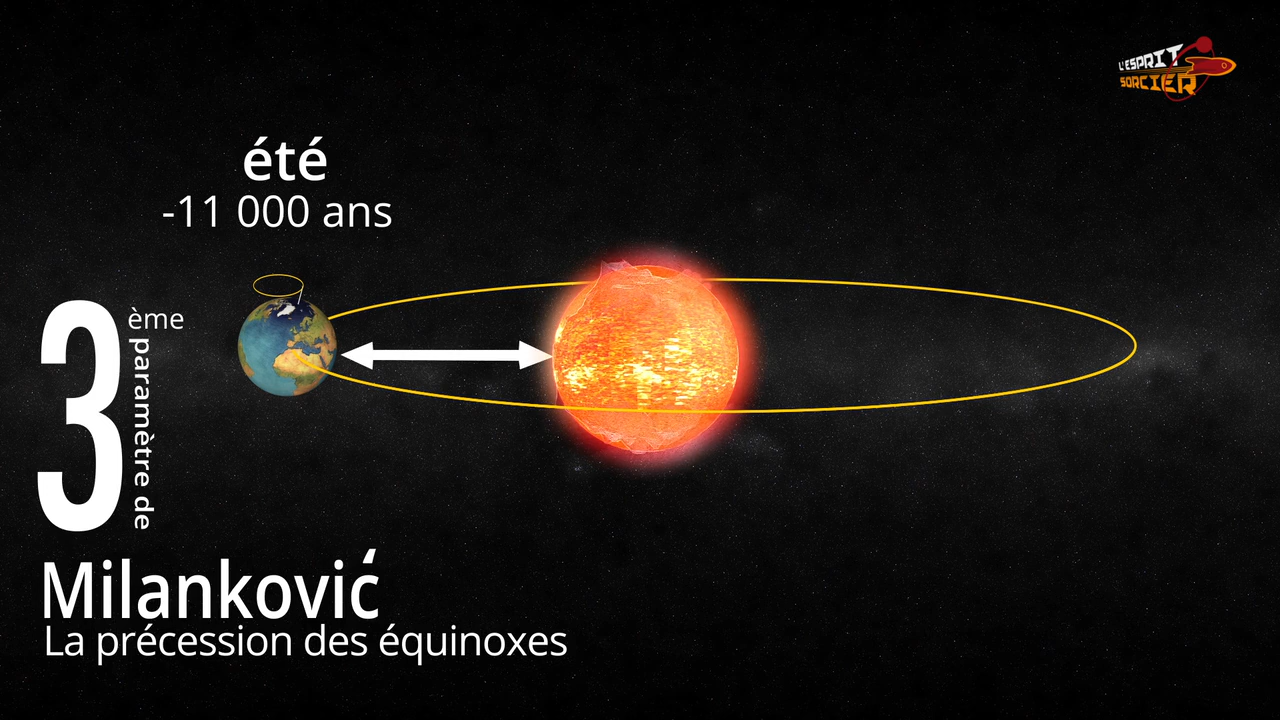 L'ESPRIT
SORCIER
été
-11 000 ans
3
ème
paramètre de
Milanković
La précession des équinoxes